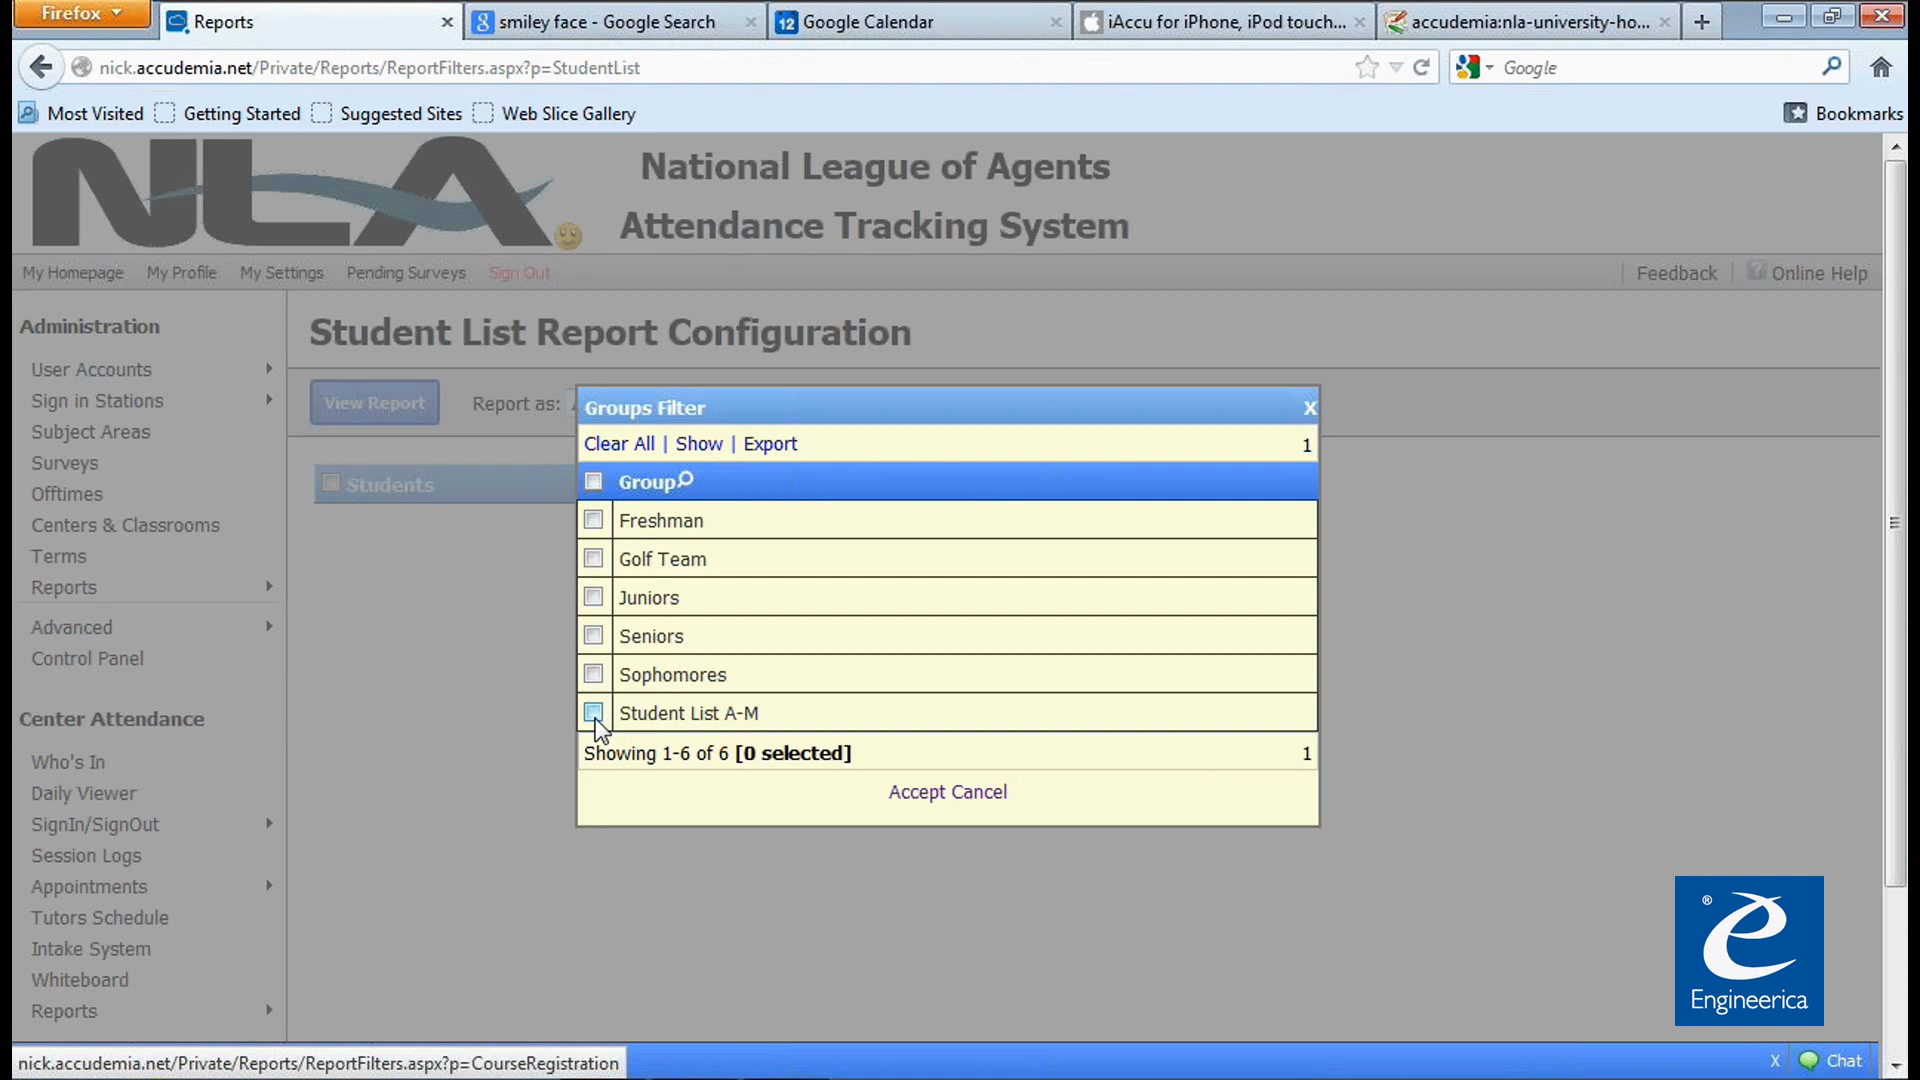 Firefox
Reports
smiley face - Google Search
12
Google Calendar
iAccu for iPhone, iPod touch...
accudemia:nla-university-ho...
nick.accudemia.net/Private/Reports/ReportFilters.aspx?p=StudentList
Google
Most Visited
Getting Started
Suggested Sites
Web Slice Gallery
Bookmarks
NLA
National League of Agents
Attendance Tracking System
My Homepage
My Profile
My Settings
Pending Surveys
Sign Out
Feedback
Online Help
Administration
User Accounts
Sign in Stations
Subject Areas
Surveys
Offtimes
Centers & Classrooms
Terms
Reports
Advanced
Control Panel
Center Attendance
Who's In
Daily Viewer
SignIn/SignOut
Session Logs
Appointments
Tutors Schedule
Intake System
Whiteboard
Reports
Student List Report Configuration
View Report
Report as:
Students
Groups Filter
X
Clear All | Show | Export
1
Group
Freshman
Golf Team
Juniors
Seniors
Sophomores
Student List A-M
Showing 1-6 of 6 [0 selected]
1
Accept Cancel
® e
Engineerica
nick.accudemia.net/Private/Reports/ReportFilters.aspx?p=CourseRegistration
X
Chat